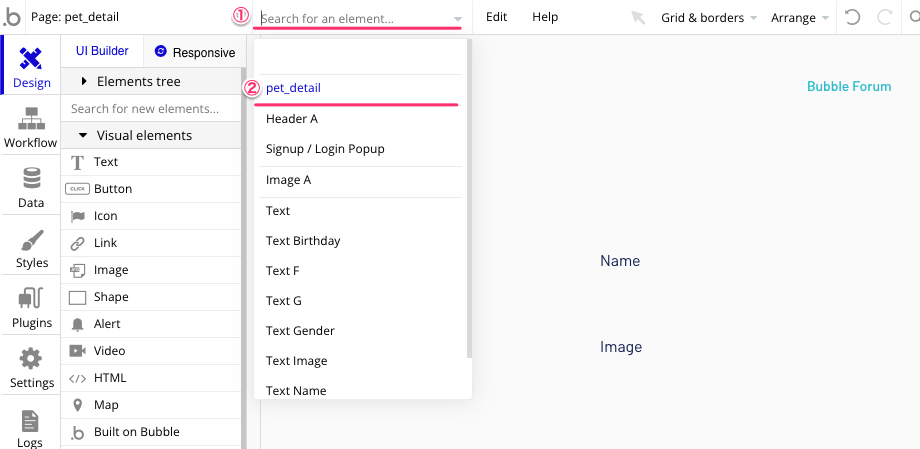 .b Page: pet_detail
① Search for an element...
Edit Help Grid & borders Arrange
UI Builder Responsive
Design
Workflow
Data
Styles
Plugins
Settings
Logs
Elements tree
Search for new elements...
Visual elements
Text
CLICK Button
Icon
Link
Image
Shape
Alert
Video
</> HTML
Map
.b Built on Bubble
② pet_detail
Header A
Signup / Login Popup
Image A
Text
Text Birthday
Text F
Text G
Text Gender
Text Image
Text Name
Bubble Forum
Name
Image